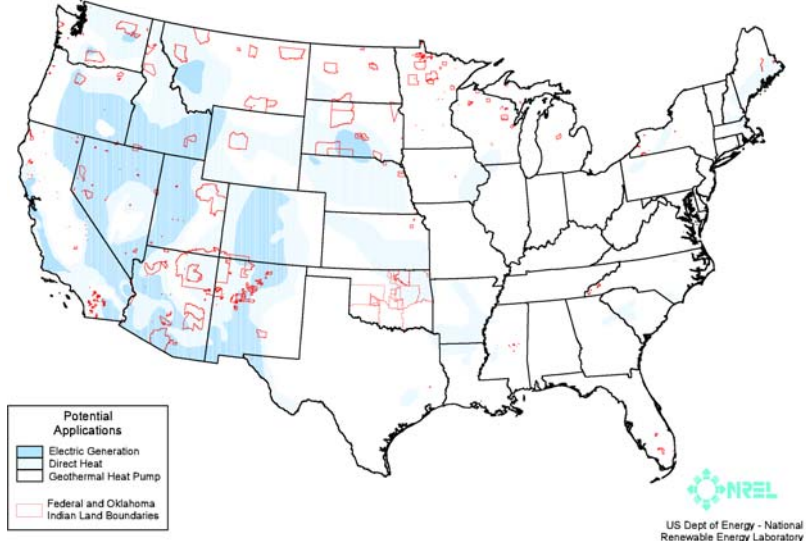 Potential
Applications
Electric Generation
Direct Heat
Geothermal Heat Pump
Federal and Oklahoma
Indian Land Boundaries
NREL
US Dept of Energy - National
Renewable Energy Laboratory